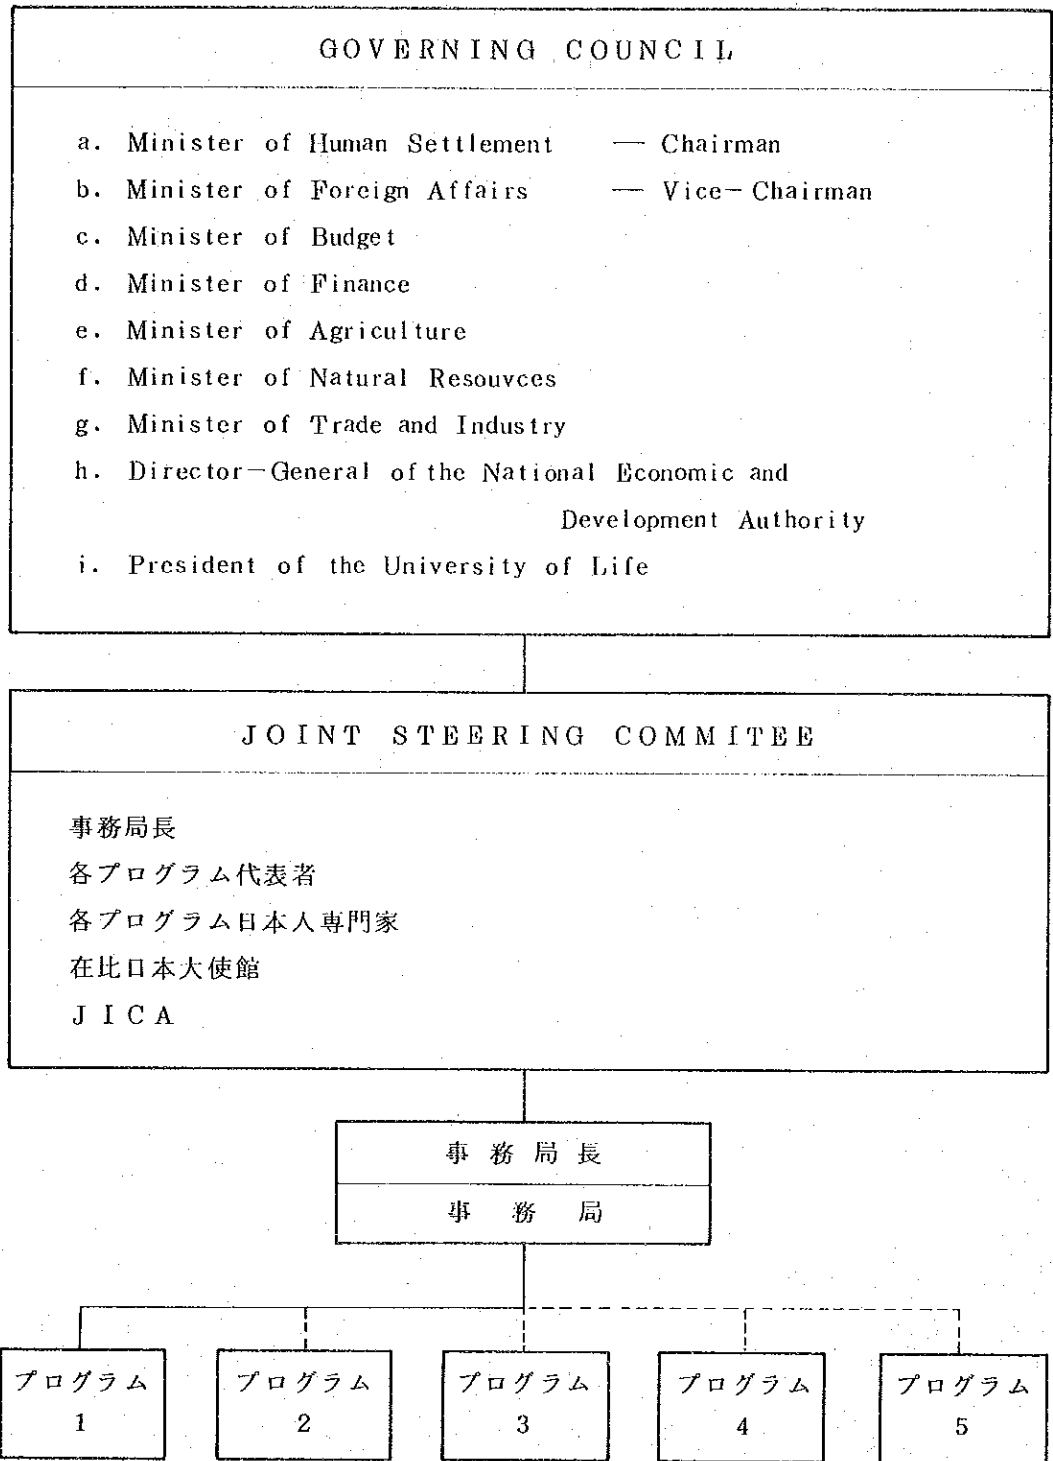 GOVERNING COUNCIL
a. Minister of Human Settlement — Chairman
b. Minister of Foreign Affairs — Vice-Chairman
c. Minister of Budget
d. Minister of Finance
e. Minister of Agriculture
f. Minister of Natural Resouvces
g. Minister of Trade and Industry
h. Director-General of the National Economic and
Development Authority
i. President of the University of Life
JOINT STEERING COMMITEE
事務局長
各プログラム代表者
各プログラム日本人専門家
在比日本大使館
JICA
事務局長
事務局
プログラム
1
プログラム
2
プログラム
3
プログラム
4
プログラム
5